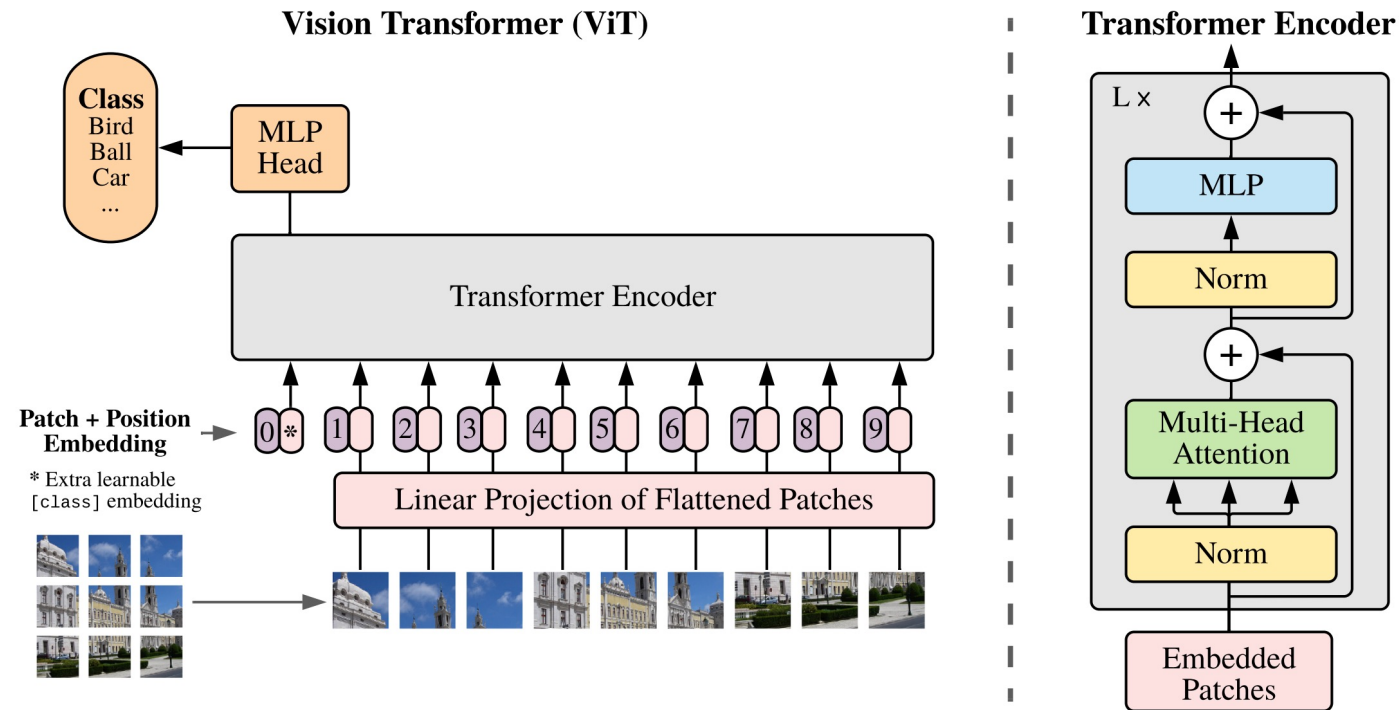 Vision Transformer (ViT)
Class
Bird
Ball
Car
...
MLP
Head
Transformer Encoder
Patch + Position
Embedding
* Extra learnable
[class] embedding
0 * 1 2 3 4 5 6 7 8 9
Linear Projection of Flattened Patches
Transformer Encoder
L ×
+
MLP
Norm
+
Multi-Head
Attention
Norm
Embedded
Patches